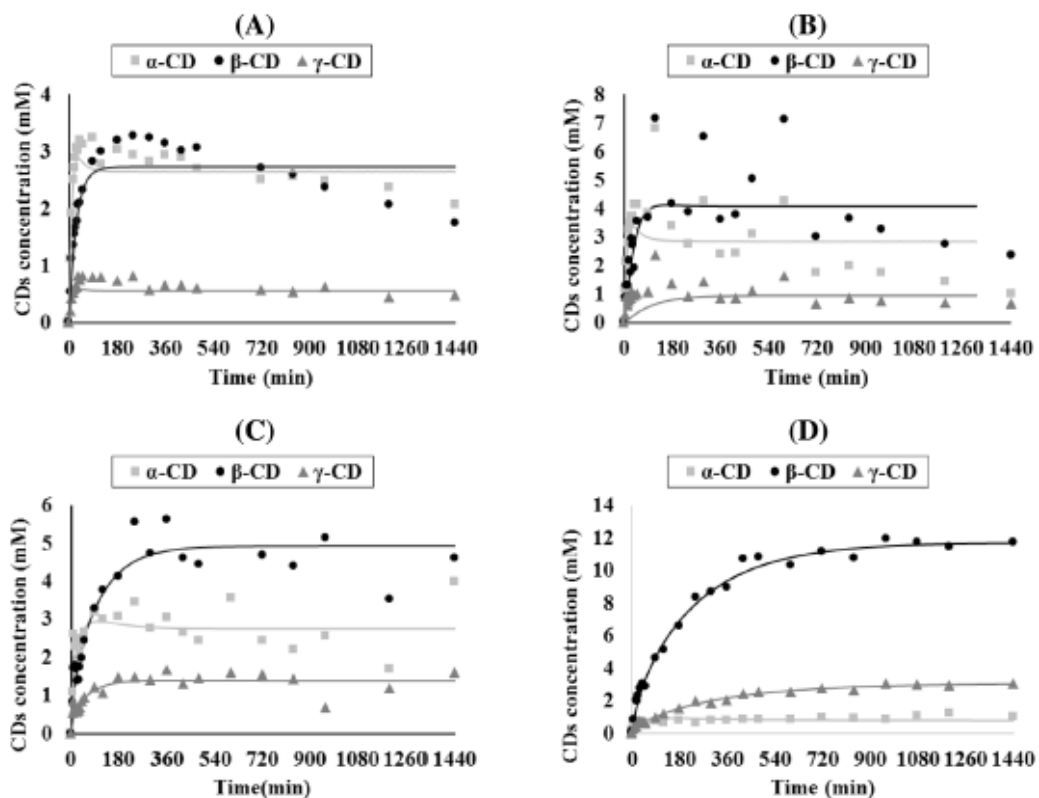 (A)
α-CD β-CD γ-CD
CDs concentration (mM)
4
3
2
1
0
0 180 360 540 720 900 1080 1260 1440
Time (min)
(B)
α-CD β-CD γ-CD
CDs concentration (mM)
8
7
6
5
4
3
2
1
0
0 180 360 540 720 900 1080 1260 1440
Time (min)
(C)
α-CD β-CD γ-CD
CDs concentration (mM)
6
5
4
3
2
1
0
0 180 360 540 720 900 1080 1260 1440
Time(min)
(D)
α-CD β-CD γ-CD
CDs concentration (mM)
14
12
10
8
6
4
2
0
0 180 360 540 720 900 1080 1260 1440
Time (min)